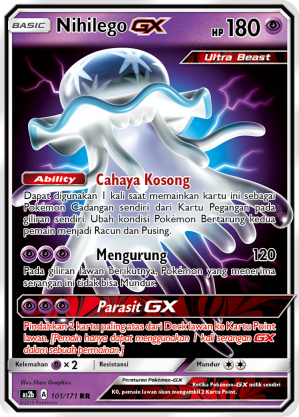 BASIC Nihilego GX HP 180
Ultra Beast
Ability Cahaya Kosong
Dapat digunakan 1 kali saat memainkan kartu ini sebagai
Pokémon Cadangan sendiri dari Kartu Pegangan pada
giliran sendiri. Ubah kondisi Pokémon Bertarung kedua
pemain menjadi Racun dan Pusing.
Mengurung 120
Pada giliran lawan berikutnya, Pokémon yang menerima
serangan ini tidak bisa Mundur.
Parasit GX
Pindahkan 2 kartu paling atas dari Deck lawan ke Kartu Point
lawan. [Pemain hanya dapat menggunakan 1 kali serangan GX
dalam sebuah permainan.]
Kelemahan × 2 Resistansi Mundur
Illus. 5ban Graphics
Peraturan Pokémon-GX Ketika Pokémon-GX milik sendiri
KO, pemain lawan akan mengambil 2 Kartu Point.
as2b A 101/171 RR